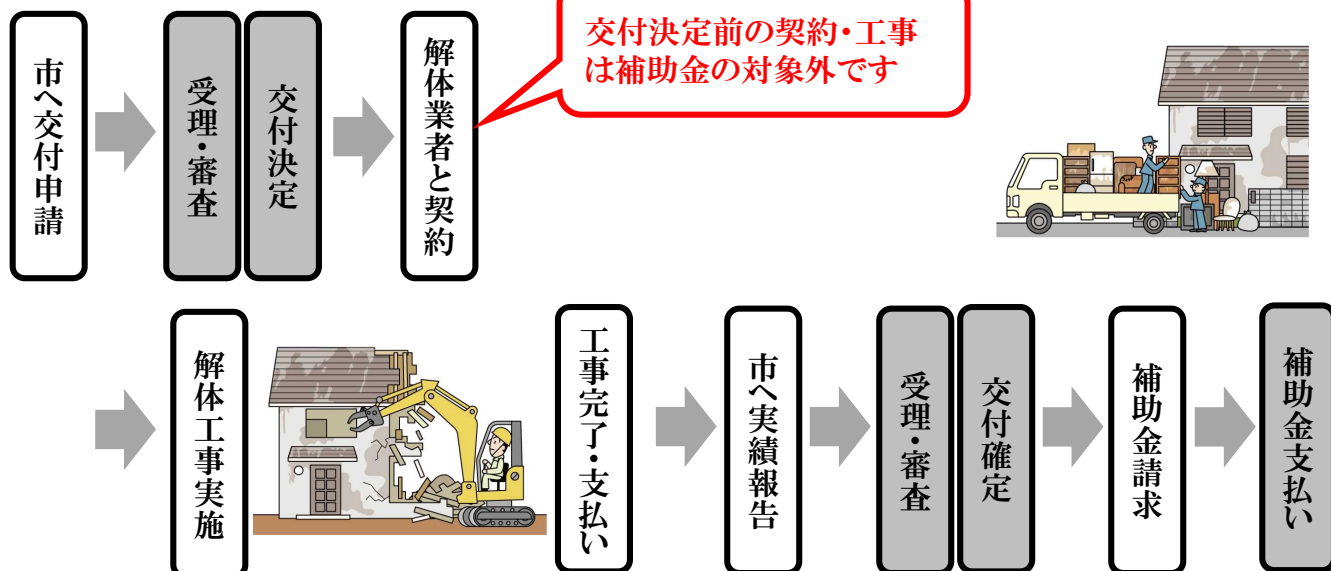 市へ交付申請
受理・審査
交付決定
解体業者と契約
交付決定前の契約・工事
は補助金の対象外です
解体工事実施
工事完了・支払い
市へ実績報告
受理・審査
交付確定
補助金請求
補助金支払い